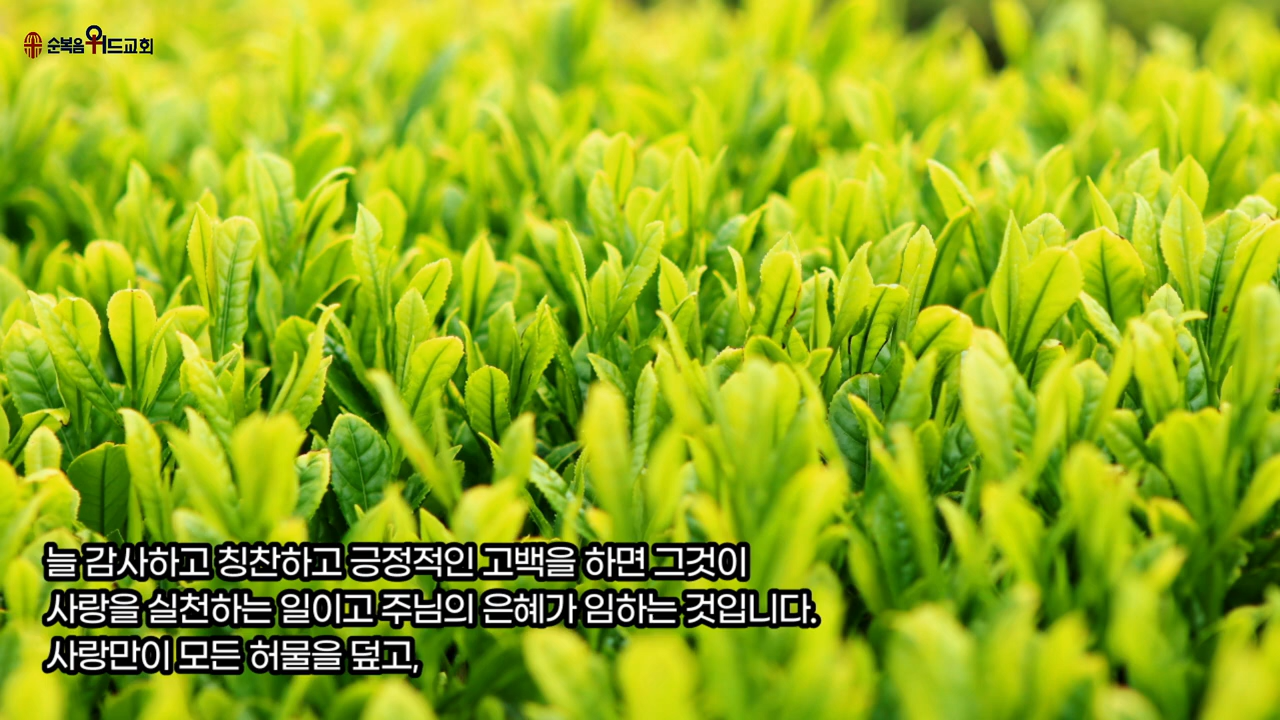 순복음위드교회
늘 감사하고 칭찬하고 긍정적인 고백을 하면 그것이
사랑을 실천하는 일이고 주님의 은혜가 임하는 것입니다.
사랑만이 모든 허물을 덮고,